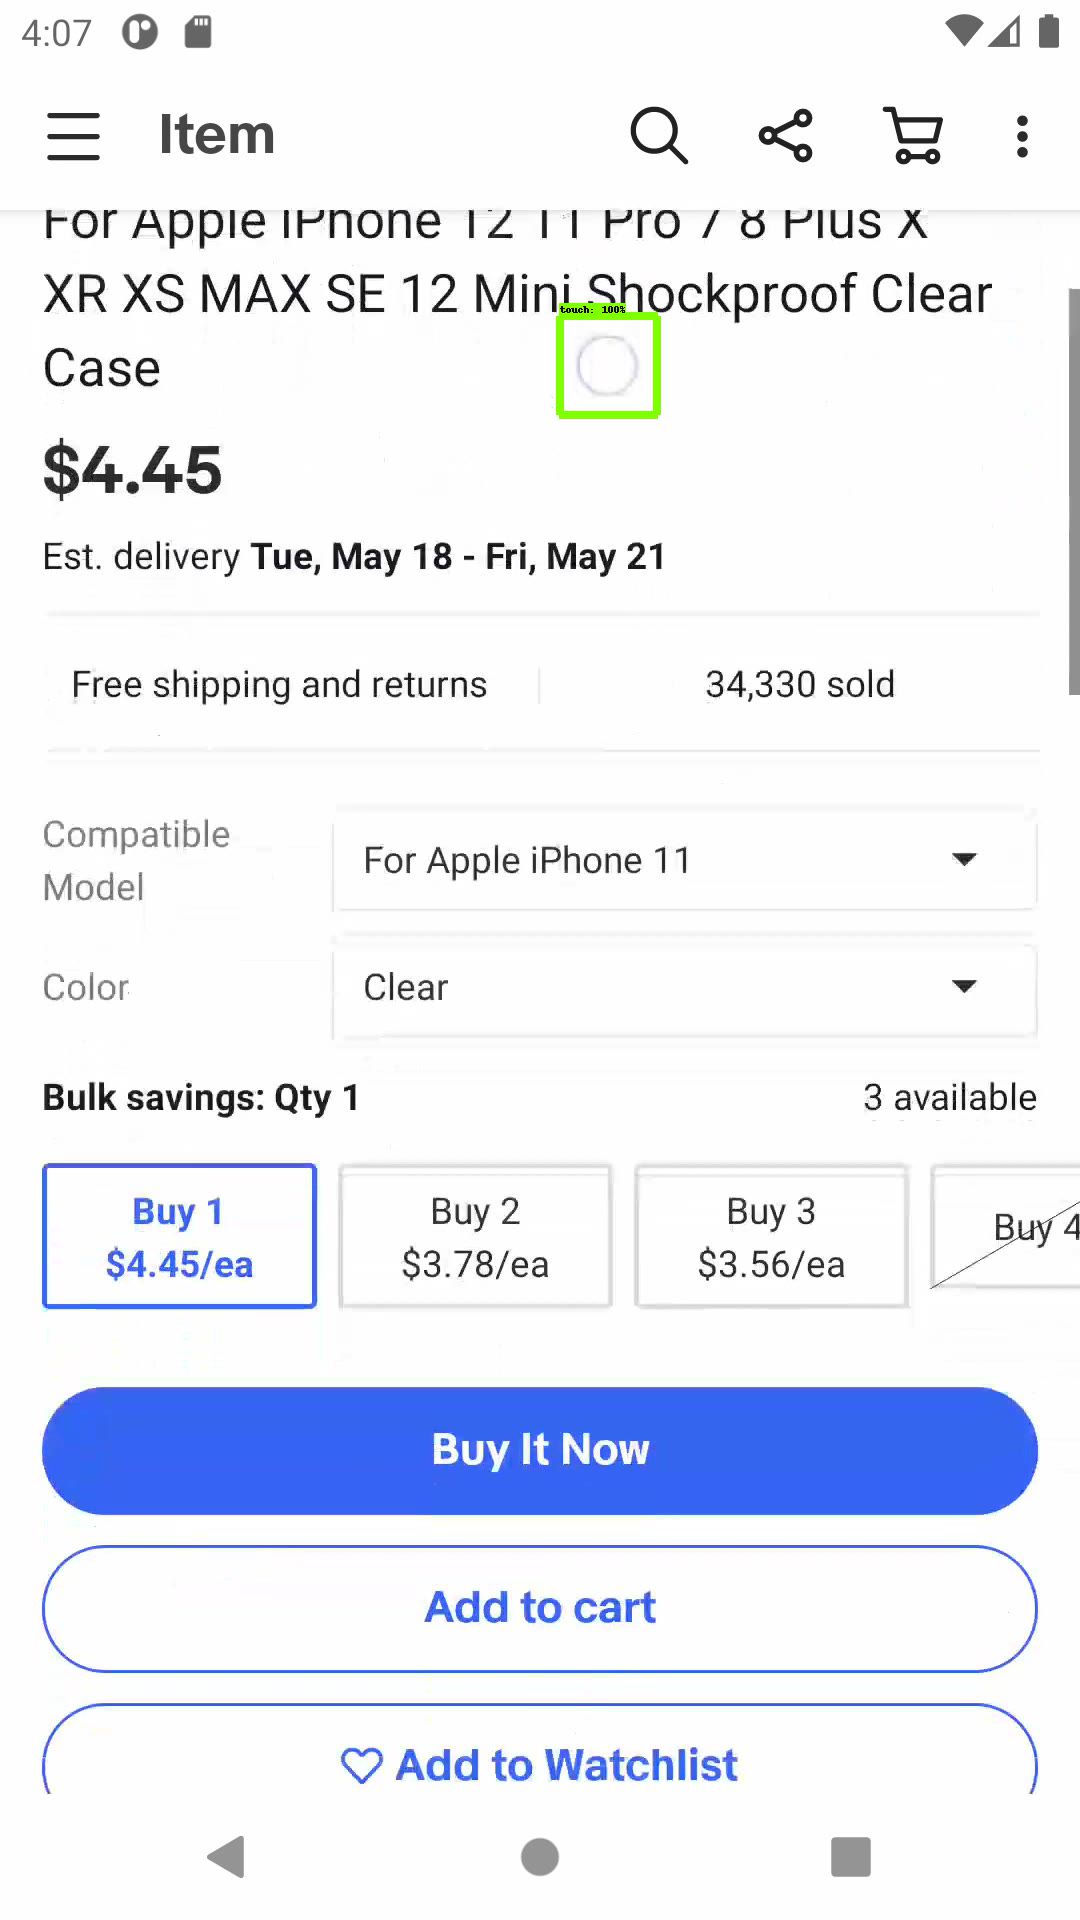 4:07
Item
For Apple iPhone 12 11 Pro 7 8 Plus X
XR XS MAX SE 12 Mini Shockproof Clear
touch: 100%
Case
$4.45
Est. delivery Tue, May 18 - Fri, May 21
Free shipping and returns
34,330 sold
Compatible
Model
For Apple iPhone 11
Color
Clear
Bulk savings: Qty 1
3 available
Buy 1
$4.45/ea
Buy 2
$3.78/ea
Buy 3
$3.56/ea
Buy 4
Buy It Now
Add to cart
Add to Watchlist